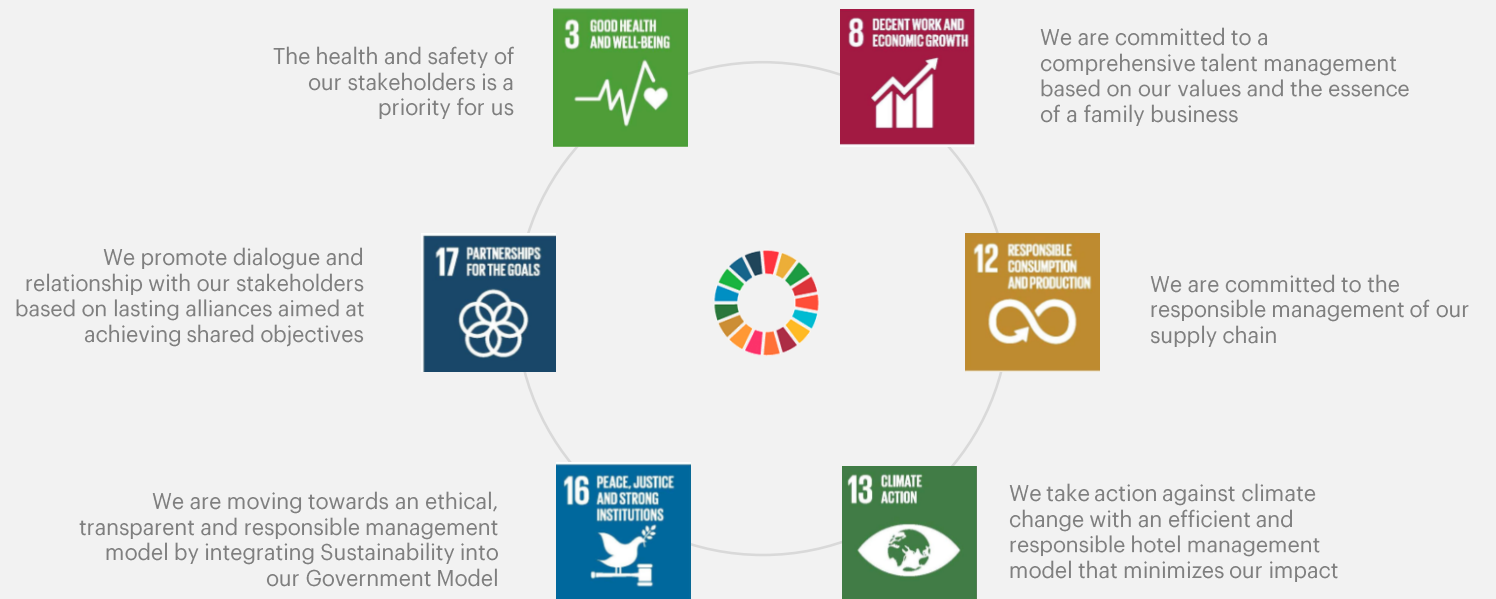 The health and safety of
our stakeholders is a
priority for us
3 GOOD HEALTH
AND WELL-BEING
8 DECENT WORK AND
ECONOMIC GROWTH
We are committed to a
comprehensive talent management
based on our values and the essence
of a family business
We promote dialogue and
relationship with our stakeholders
based on lasting alliances aimed at
achieving shared objectives
17 PARTNERSHIPS
FOR THE GOALS
12 RESPONSIBLE
CONSUMPTION
AND PRODUCTION
We are committed to the
responsible management of our
supply chain
We are moving towards an ethical,
transparent and responsible management
model by integrating Sustainability into
our Government Model
16 PEACE, JUSTICE
AND STRONG
INSTITUTIONS
13 CLIMATE
ACTION
We take action against climate
change with an efficient and
responsible hotel management
model that minimizes our impact